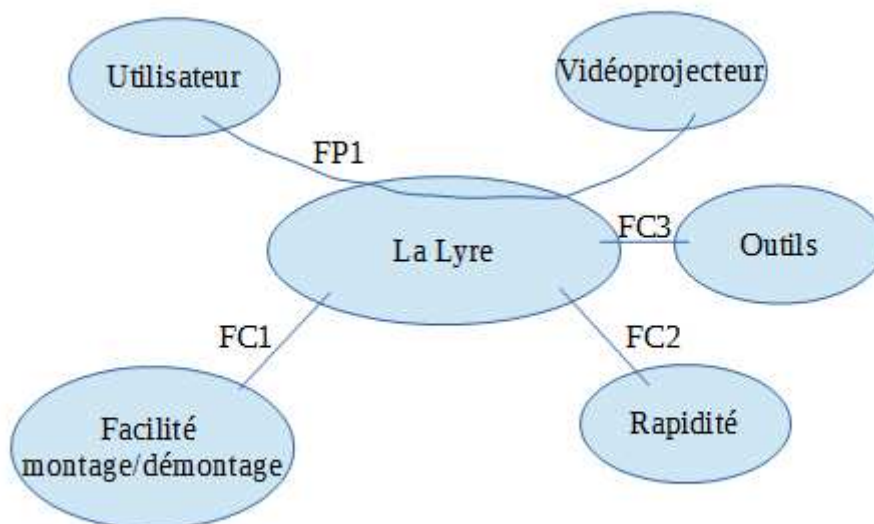 Utilisateur
Vidéoprojecteur
FP1
La Lyre
FC3
Outils
FC1
FC2
Facilité
montage/démontage
Rapidité